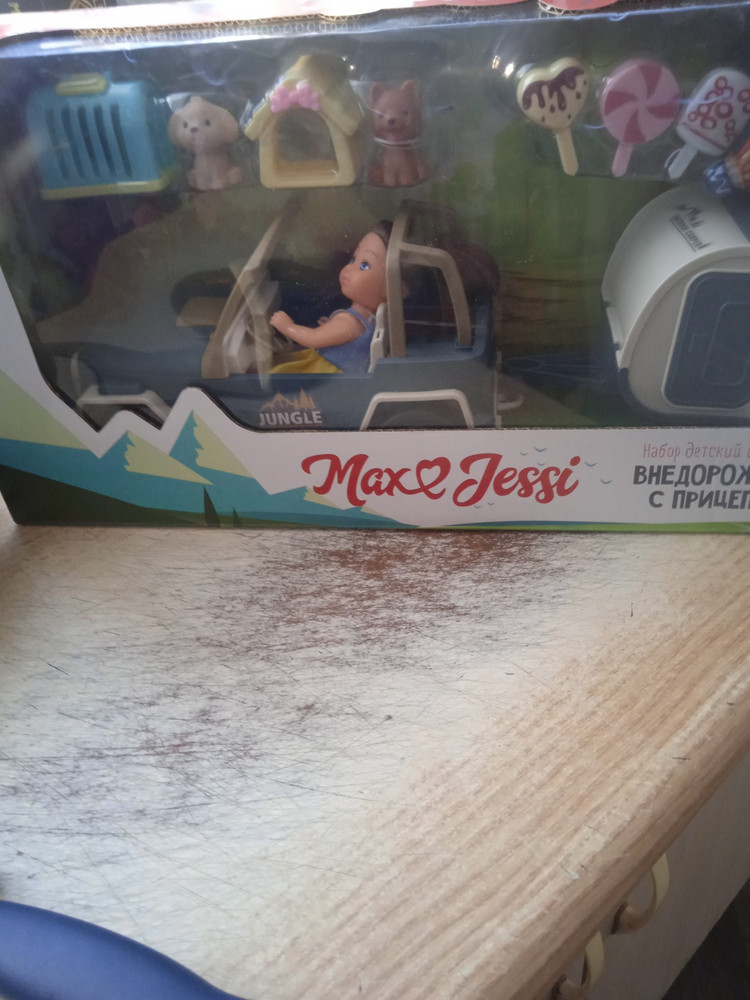 JUNGLE
Max Jessi
Набор детский
ВНЕДОРОЖ
С ПРИЦЕП